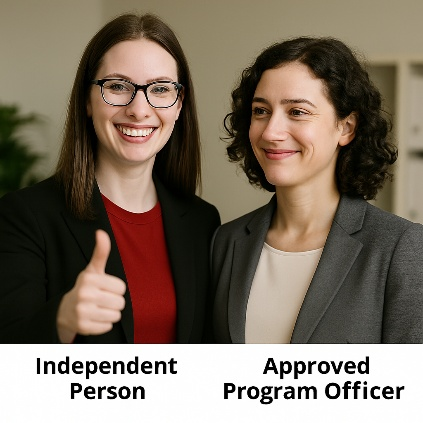 Independent
Person
Approved
Program Officer